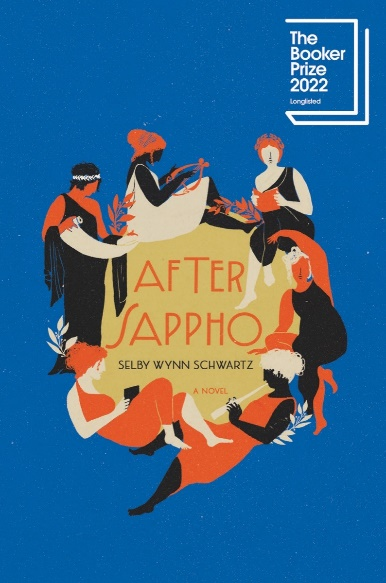 The
Booker
Prize
2022
Longlisted
AFTER
SAPPHO
SELBY WYNN SCHWARTZ
A NOVEL